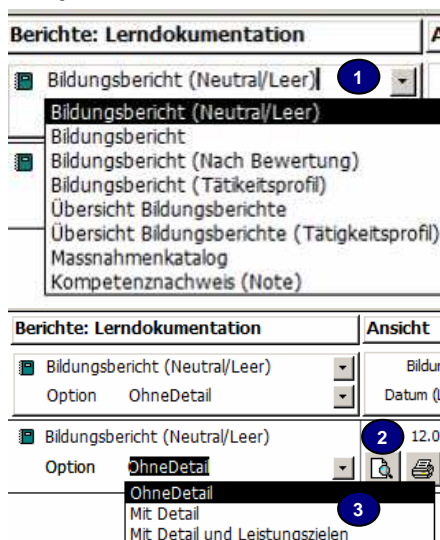 Berichte: Lerndokumentation
Bildungsbericht (Neutral/Leer) 1
Bildungsbericht (Neutral/Leer)
Bildungsbericht
Bildungsbericht (Nach Bewertung)
Bildungsbericht (Tätikeitsprofil)
Übersicht Bildungsberichte
Übersicht Bildungsberichte (Tätigkeitsprofil)
Massnahmenkatalog
Kompetenznachweis (Note)
Berichte: Lerndokumentation Ansicht
Bildungsbericht (Neutral/Leer)
Option OhneDetail Datum
Bildungsbericht (Neutral/Leer) 2 12.0
Option OhneDetail
OhneDetail
Mit Detail 3
Mit Detail und Leistungszielen